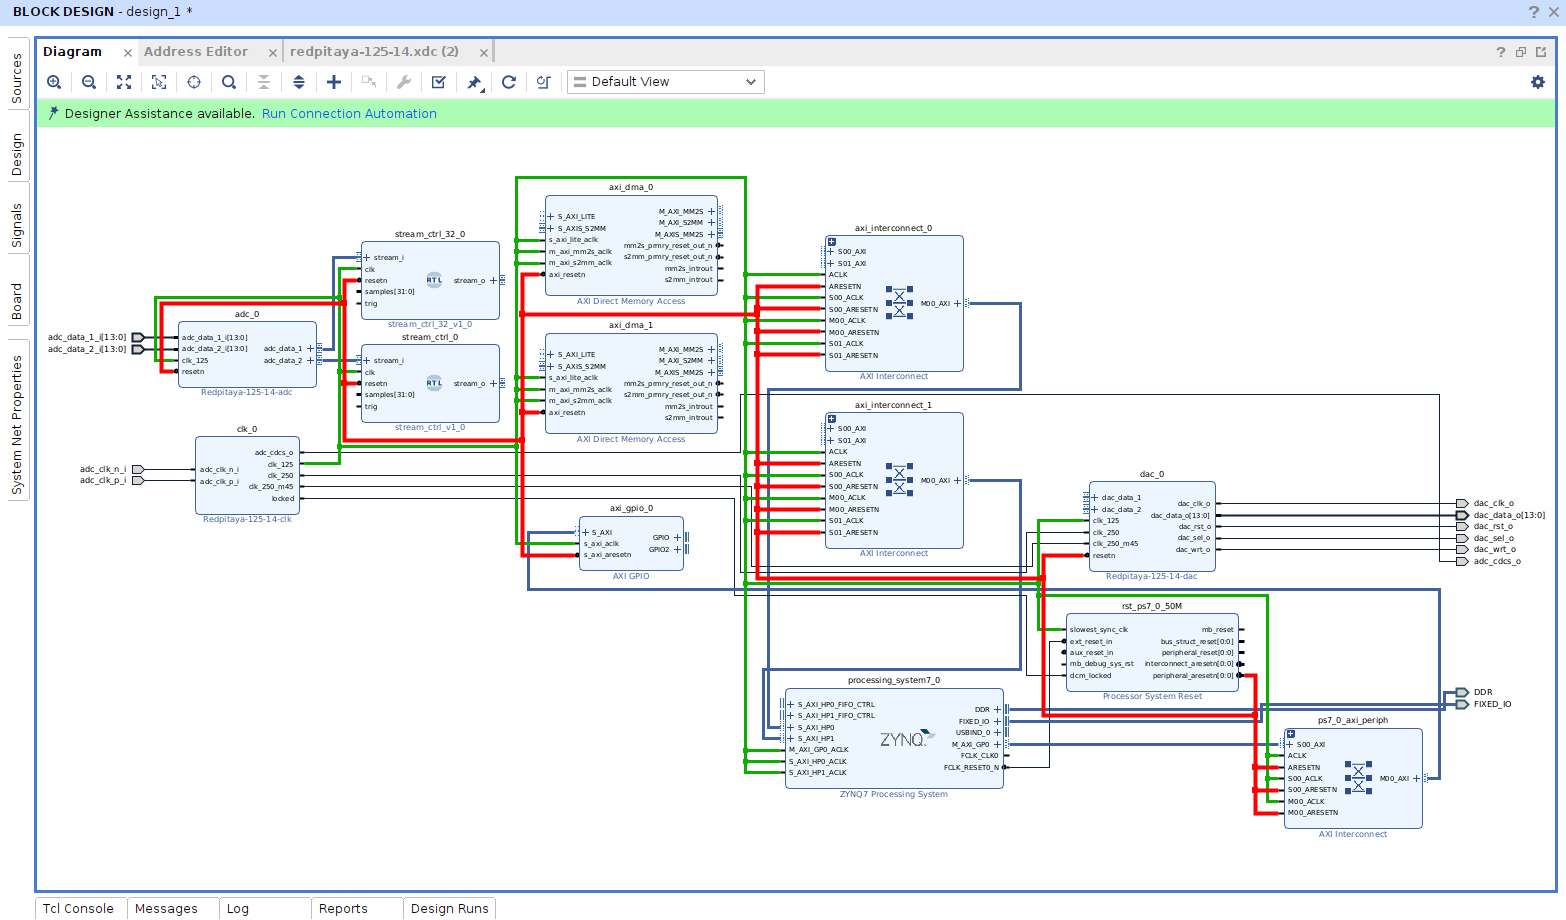 BLOCK DESIGN - design_1 *
Diagram
Address Editor
redpitaya-125-14.xdc (2)
Default View
Designer Assistance available. Run Connection Automation
Sources
Design
Signals
Board
System Net Properties
adc_data_1_i[13:0]
adc_data_2_i[13:0]
adc_clk_n_i
adc_clk_p_i
adc_0
adc_data_1_i[13:0]
adc_data_2_i[13:0]
clk_125
resetn
adc_data_1
adc_data_2
Redpitaya-125-14-adc
clk_0
adc_clk_n_i
adc_clk_p_i
adc_cdcs_o
clk_125
clk_250
clk_250_m45
locked
Redpitaya-125-14-clk
stream_ctrl_32_0
stream_i
clk
resetn
samples[31:0]
trig
RTL
stream_o
stream_ctrl_32_v1_0
stream_ctrl_0
stream_i
clk
resetn
samples[31:0]
trig
RTL
stream_o
stream_ctrl_v1_0
axi_dma_0
S_AXI_LITE
S_AXIS_S2MM
s_axi_lite_aclk
m_axi_mm2s_aclk
m_axi_s2mm_aclk
axi_resetn
M_AXI_MM2S
M_AXI_S2MM
M_AXIS_MM2S
mm2s_prmry_reset_out_n
s2mm_prmry_reset_out_n
mm2s_introut
s2mm_introut
AXI Direct Memory Access
axi_dma_1
S_AXI_LITE
S_AXIS_S2MM
s_axi_lite_aclk
m_axi_mm2s_aclk
m_axi_s2mm_aclk
axi_resetn
M_AXI_MM2S
M_AXI_S2MM
M_AXIS_MM2S
mm2s_prmry_reset_out_n
s2mm_prmry_reset_out_n
mm2s_introut
s2mm_introut
AXI Direct Memory Access
axi_gpio_0
S_AXI
s_axi_aclk
s_axi_aresetn
GPIO
GPIO2
AXI GPIO
axi_interconnect_0
S00_AXI
S01_AXI
ACLK
ARESETN
S00_ACLK
S00_ARESETN
M00_ACLK
M00_ARESETN
S01_ACLK
S01_ARESETN
M00_AXI
AXI Interconnect
axi_interconnect_1
S00_AXI
S01_AXI
ACLK
ARESETN
S00_ACLK
S00_ARESETN
M00_ACLK
M00_ARESETN
S01_ACLK
S01_ARESETN
M00_AXI
AXI Interconnect
dac_0
dac_data_1
dac_data_2
clk_125
clk_250
clk_250_m45
resetn
dac_clk_o
dac_data_o[13:0]
dac_rst_o
dac_sel_o
dac_wrt_o
Redpitaya-125-14-dac
dac_clk_o
dac_data_o[13:0]
dac_rst_o
dac_sel_o
dac_wrt_o
adc_cdcs_o
rst_ps7_0_50M
slowest_sync_clk
ext_reset_in
aux_reset_in
mb_debug_sys_rst
dcm_locked
mb_reset
bus_struct_reset[0:0]
peripheral_reset[0:0]
interconnect_aresetn[0:0]
peripheral_aresetn[0:0]
Processor System Reset
processing_system7_0
S_AXI_HP0_FIFO_CTRL
S_AXI_HP1_FIFO_CTRL
S_AXI_HP0
S_AXI_HP1
M_AXI_GP0_ACLK
S_AXI_HP0_ACLK
S_AXI_HP1_ACLK
ZYNQ
DDR
FIXED_IO
USBIND_0
M_AXI_GP0
FCLK_CLK0
FCLK_RESET0_N
ZYNQ7 Processing System
DDR
FIXED_IO
ps7_0_axi_periph
S00_AXI
ACLK
ARESETN
S00_ACLK
S00_ARESETN
M00_ACLK
M00_ARESETN
M00_AXI
AXI Interconnect
Tcl Console
Messages
Log
Reports
Design Runs